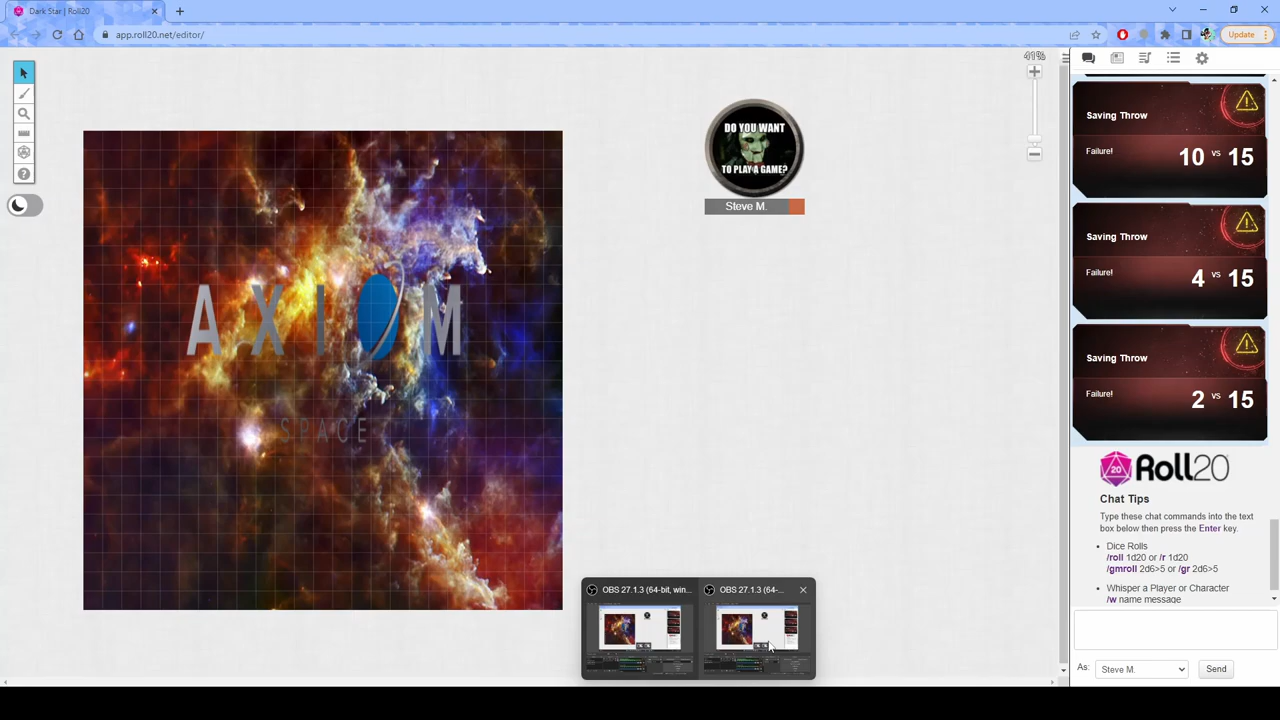 Dark Star | Roll20
app.roll20.net/editor/
Update
41%
DO YOU WANT
TO PLAY A GAME?
Steve M.
AXIOM
SPACE
Saving Throw
Failure!
10 vs 15
Saving Throw
Failure!
4 vs 15
Saving Throw
Failure!
2 vs 15
20
Roll20
Chat Tips
Type these chat commands into the text
box below then press the Enter key.
• Dice Rolls
/roll 1d20 or /r 1d20
/gmroll 2d6>5 or /gr 2d6>5
• Whisper a Player or Character
/w name message
As:
Steve M.
Send
OBS 27.1.3 (64-bit, win...
OBS 27.1.3 (64-...